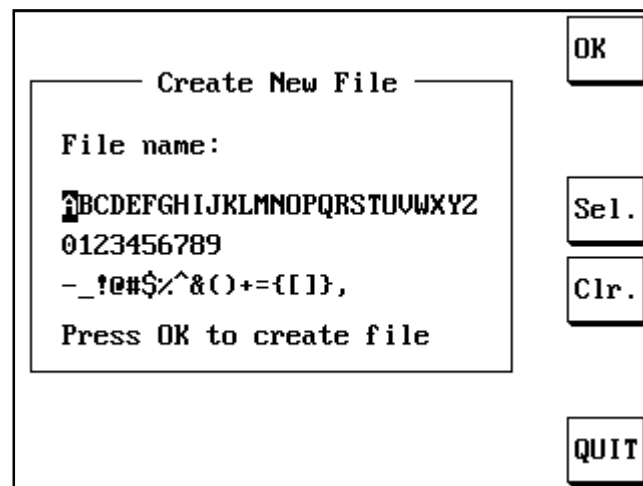 OK
Create New File
File name:
ABCDEFGHIJKLMNOPQRSTUVWXYZ
0123456789
-_!@#$%^&()+={[]},
Press OK to create file
Sel.
Clr.
QUIT